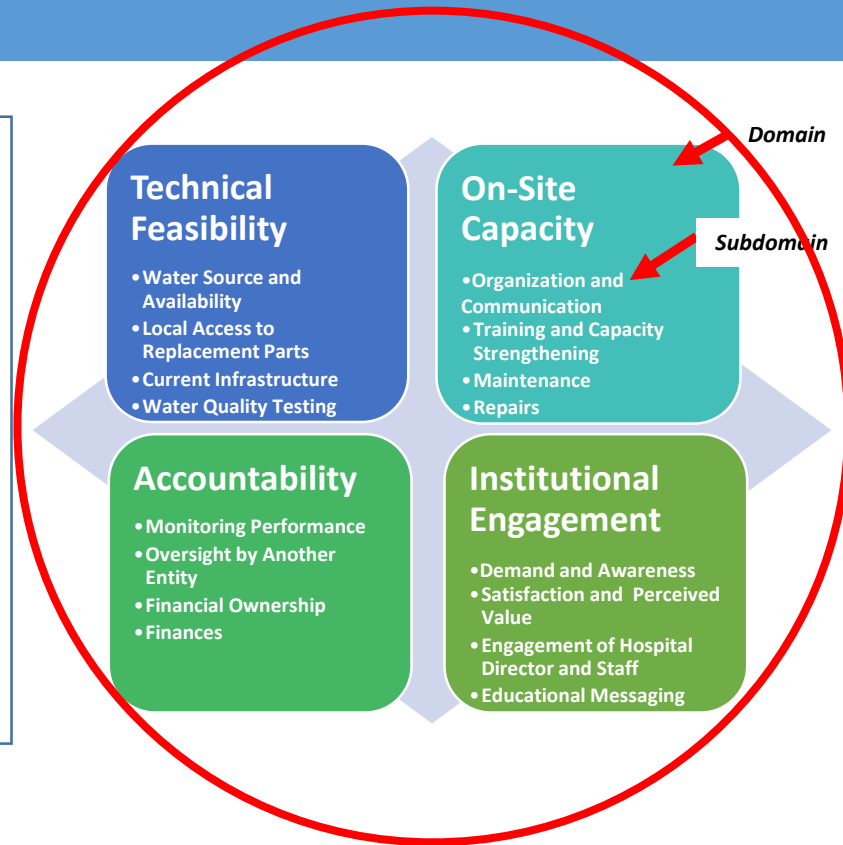 Domain
Subdomain
Technical
Feasibility
•Water Source and
Availability
•Local Access to
Replacement Parts
•Current Infrastructure
•Water Quality Testing
On-Site
Capacity
•Organization and
Communication
•Training and Capacity
Strengthening
•Maintenance
•Repairs
Accountability
•Monitoring Performance
•Oversight by Another
Entity
•Financial Ownership
•Finances
Institutional
Engagement
•Demand and Awareness
•Satisfaction and Perceived
Value
•Engagement of Hospital
Director and Staff
•Educational Messaging